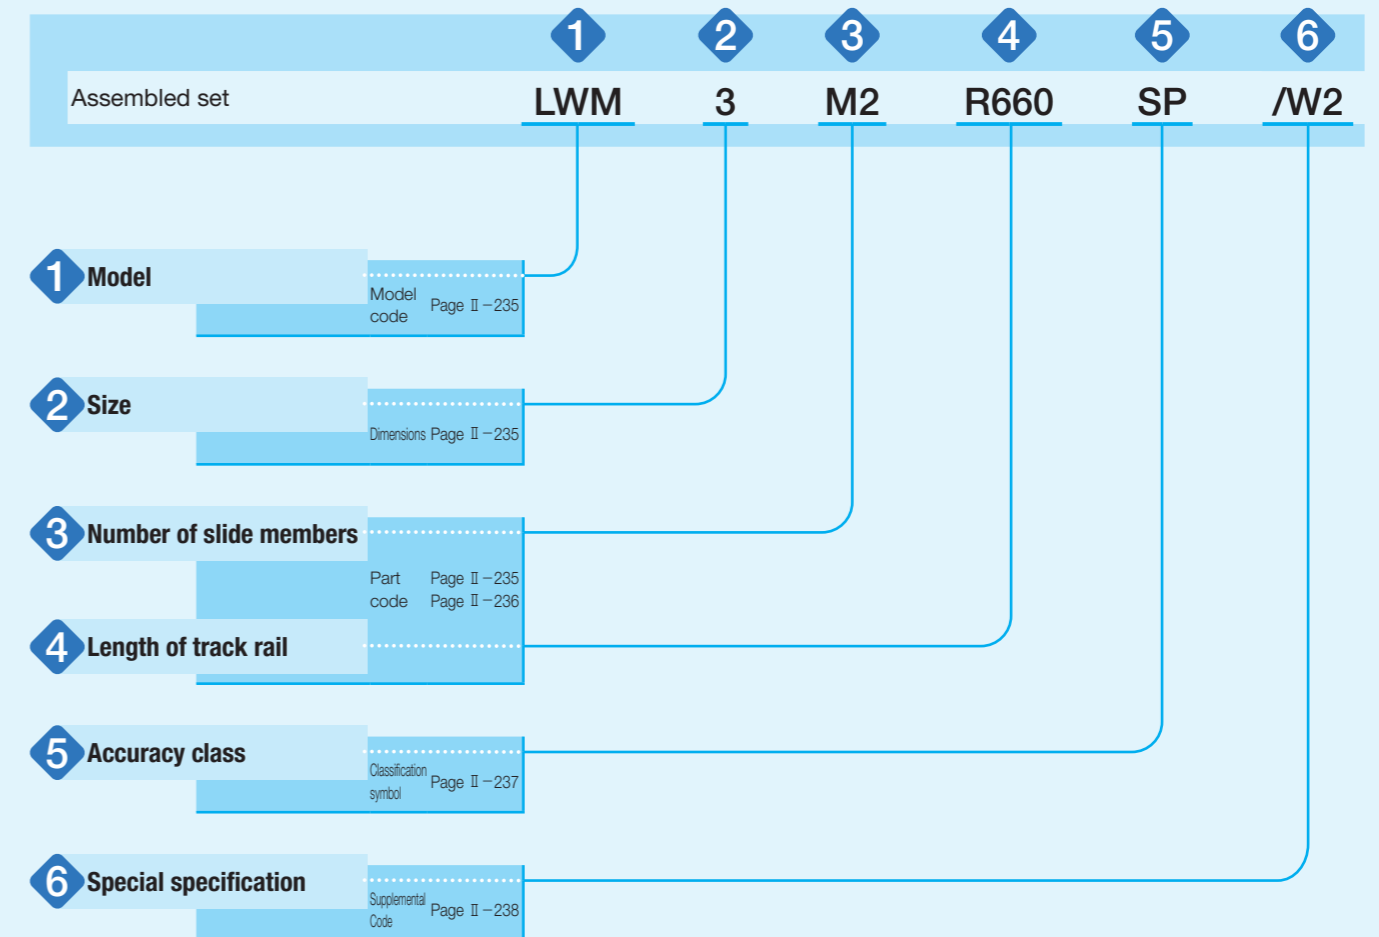 1 2 3 4 5 6
Assembled set LWM 3 M2 R660 SP /W2
1 Model
Model code Page Ⅱ－235
2 Size
Dimensions Page Ⅱ－235
3 Number of slide members
Part code Page Ⅱ－235
Page Ⅱ－236
4 Length of track rail
5 Accuracy class
Classification symbol Page Ⅱ－237
6 Special specification
Supplemental Code Page Ⅱ－238